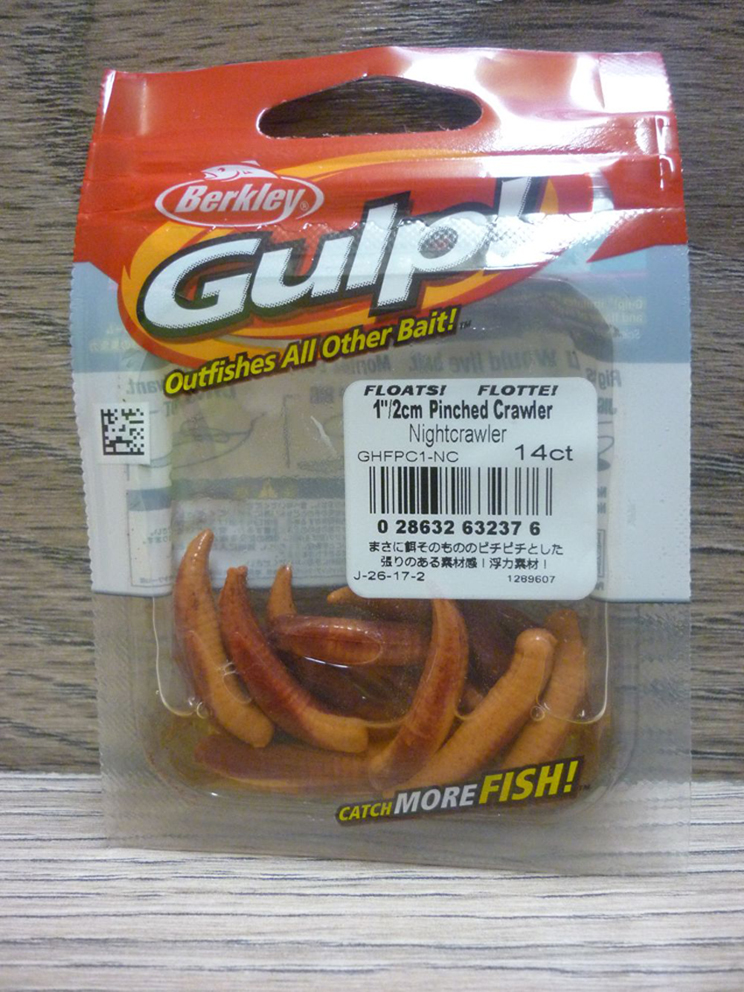 Berkley®
Gulp!
Outfishes All Other Bait!™
FLOATS! FLOTTE!
1"/2cm Pinched Crawler
Nightcrawler
GHFPC1-NC 14ct
0 28632 63237 6
まさに餌そのもののピチピチとした
張りのある素材感!浮力素材!
J-26-17-2 1289607
CATCH MORE FISH!™